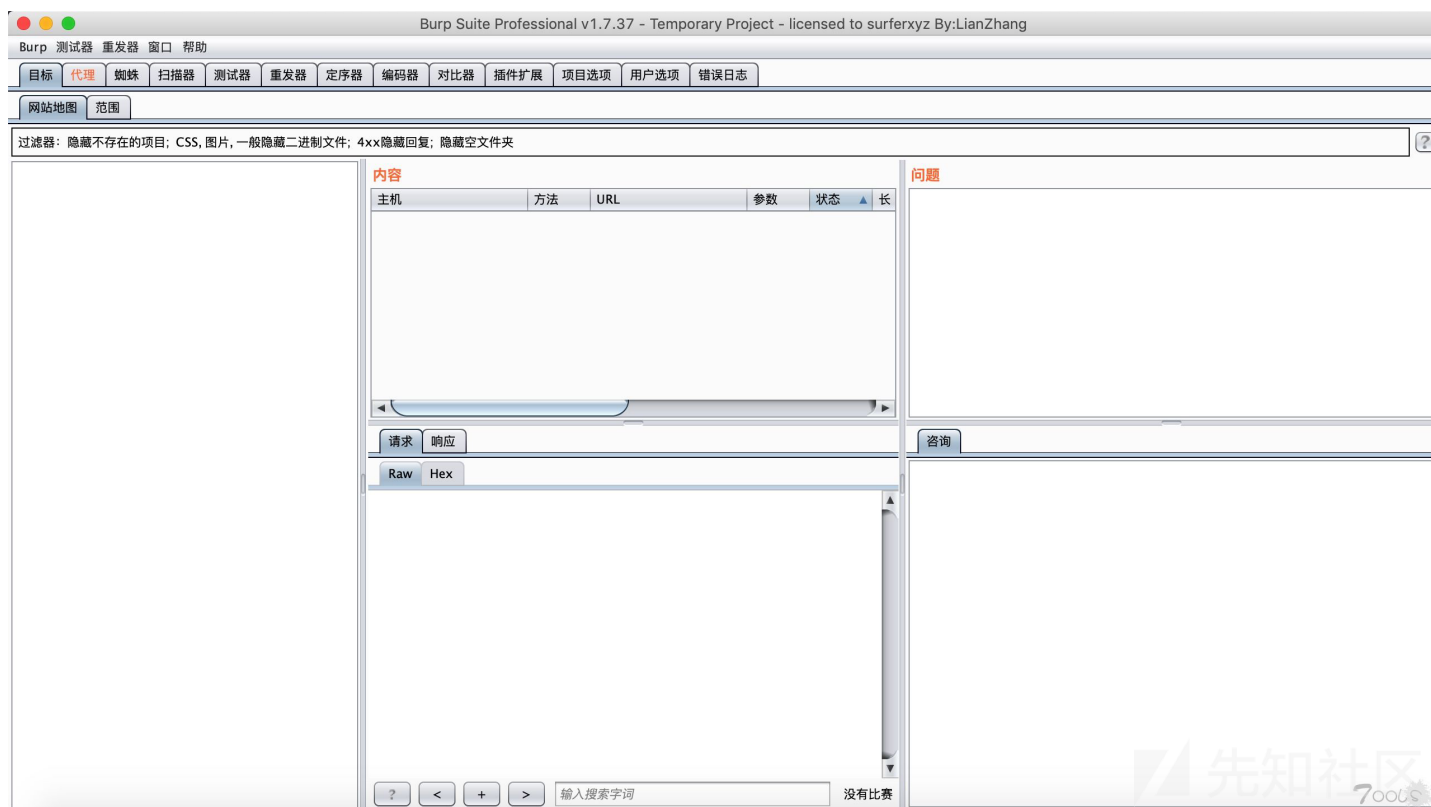 Burp Suite Professional v1.7.37 - Temporary Project - licensed to surferxyz By:LianZhang
Burp 测试器 重发器 窗口 帮助
目标 代理 蜘蛛 扫描器 测试器 重发器 定序器 编码器 对比器 插件扩展 项目选项 用户选项 错误日志
网站地图 范围
过滤器：隐藏不存在的项目; CSS, 图片, 一般隐藏二进制文件; 4xx隐藏回复; 隐藏空文件夹 ?
内容
主机 方法 URL 参数 状态 长
请求 响应
Raw Hex
? < + > 输入搜索字词 没有比赛
问题
咨询
先知社区
7ools